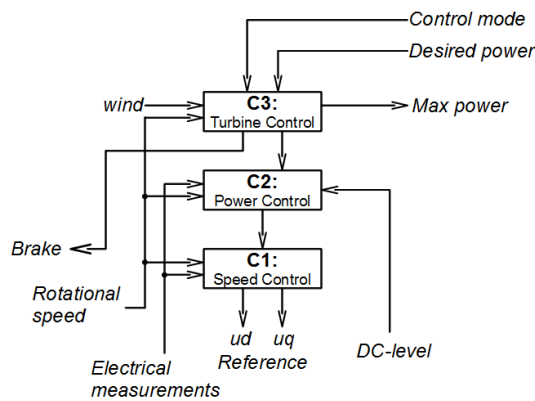 Control mode
Desired power
wind
C3:
Turbine Control
Max power
C2:
Power Control
Brake
C1:
Speed Control
Rotational
speed
ud uq
Reference
DC-level
Electrical
measurements